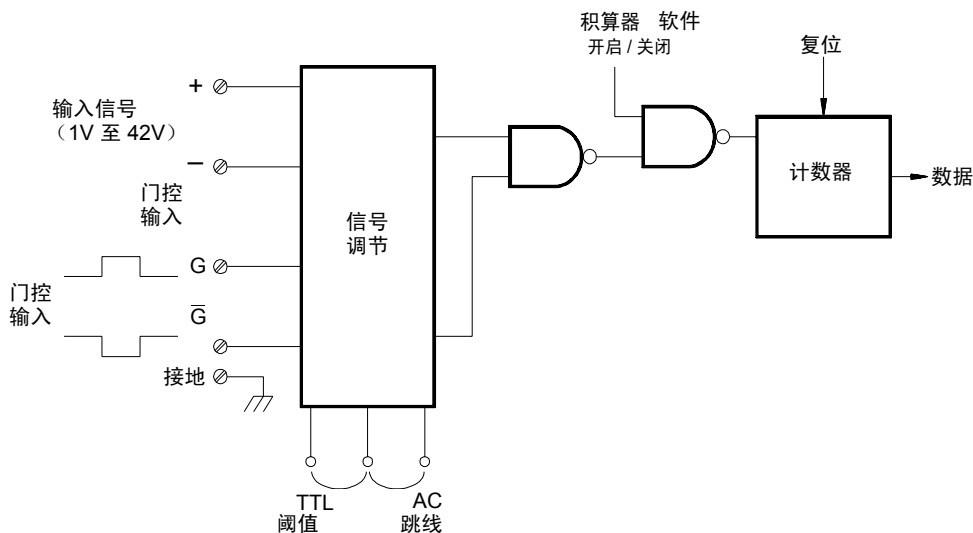 积算器 软件
开启 / 关闭
复位
+
输入信号
（1V 至 42V）
−
门控
输入
信号
调节
计数器
数据
G
门控
输入
G̅
接地
TTL
阈值
AC
跳线